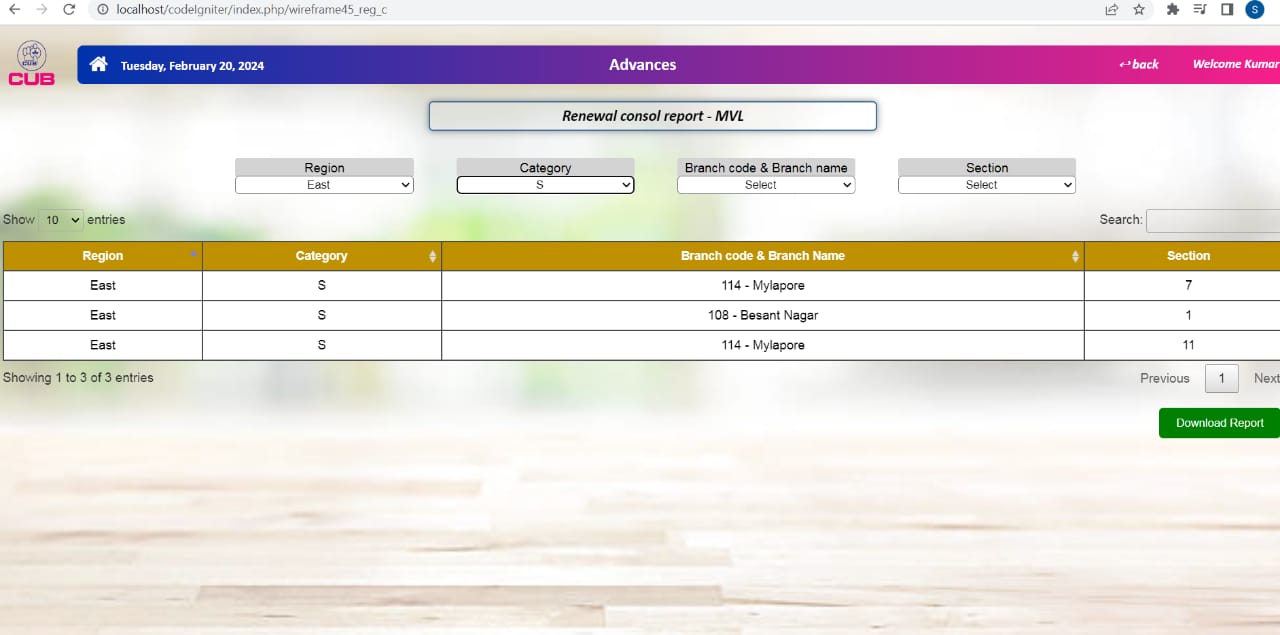 localhost/codeIgniter/index.php/wireframe45_reg_c
S
CUB
CUB
Tuesday, February 20, 2024
Advances
↩ back
Welcome Kumar
Renewal consol report - MVL
Region Category Branch code & Branch name Section
East S Select Select
Show 10 entries
Search:
Region Category Branch code & Branch Name Section
East S 114 - Mylapore 7
East S 108 - Besant Nagar 1
East S 114 - Mylapore 11
Showing 1 to 3 of 3 entries
Previous 1 Next
Download Report